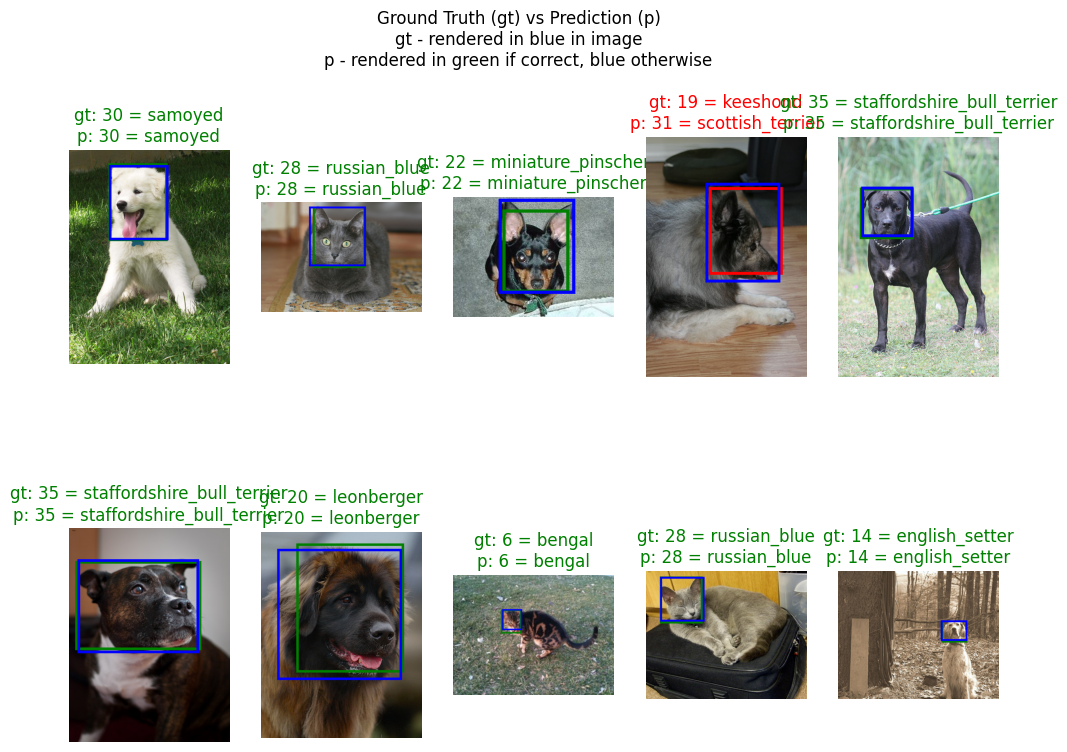 Ground Truth (gt) vs Prediction (p)
gt - rendered in blue in image
p - rendered in green if correct, blue otherwise
gt: 30 = samoyed
p: 30 = samoyed
gt: 28 = russian_blue
p: 28 = russian_blue
gt: 22 = miniature_pinscher
p: 22 = miniature_pinscher
gt: 19 = keeshond
p: 31 = scottish_terrier
gt: 35 = staffordshire_bull_terrier
p: 35 = staffordshire_bull_terrier
gt: 35 = staffordshire_bull_terrier
p: 35 = staffordshire_bull_terrier
gt: 20 = leonberger
p: 20 = leonberger
gt: 6 = bengal
p: 6 = bengal
gt: 28 = russian_blue
p: 28 = russian_blue
gt: 14 = english_setter
p: 14 = english_setter